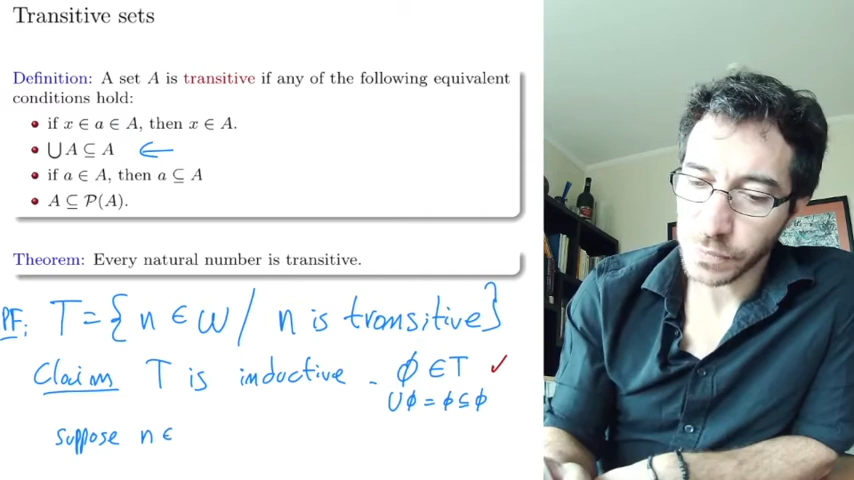 Transitive sets
Definition: A set A is transitive if any of the following equivalent
conditions hold:
• if x ∈ a ∈ A, then x ∈ A.
• ⋃ A ⊆ A ←
• if a ∈ A, then a ⊆ A
• A ⊆ P(A).
Theorem: Every natural number is transitive.
PF: T = { n ∈ ω / n is transitive }
Claim T is inductive - ϕ ∈ T ✓
∪ϕ = ϕ ⊆ ϕ
suppose n ∈